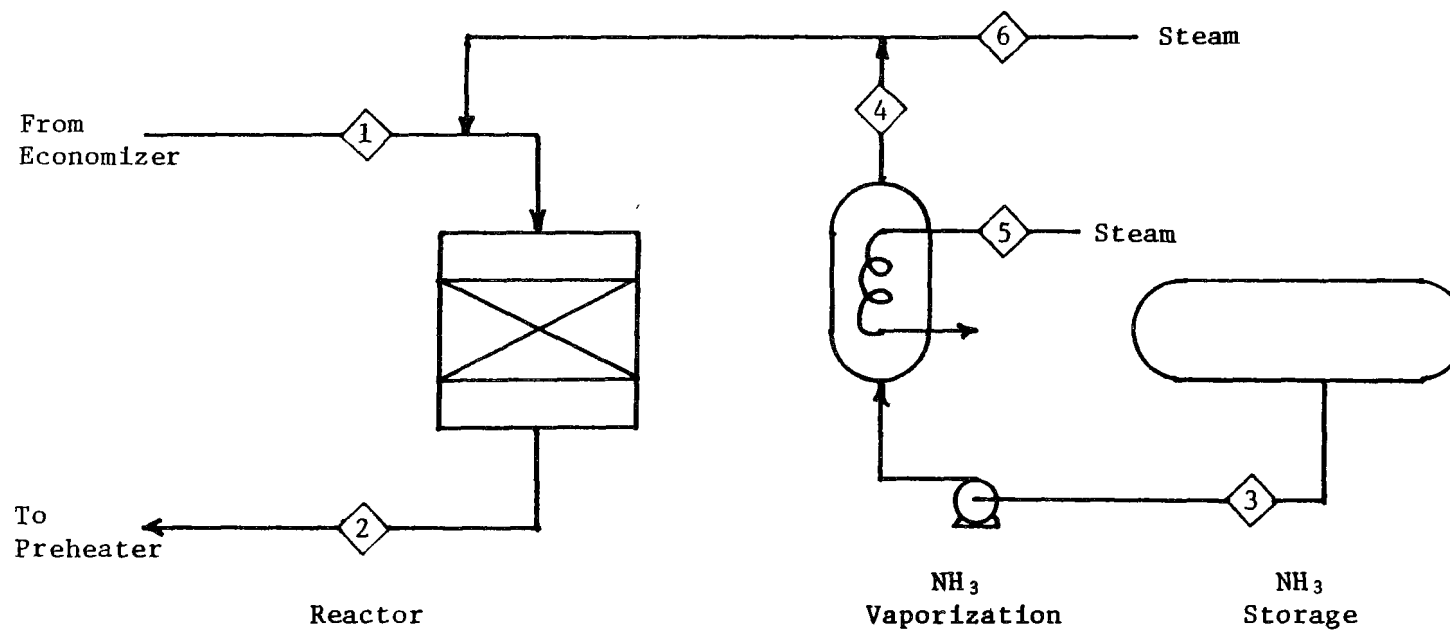 6
Steam
4
From
Economizer
1
5
Steam
3
To
Preheater
2
NH₃
Vaporization
NH₃
Storage
Reactor